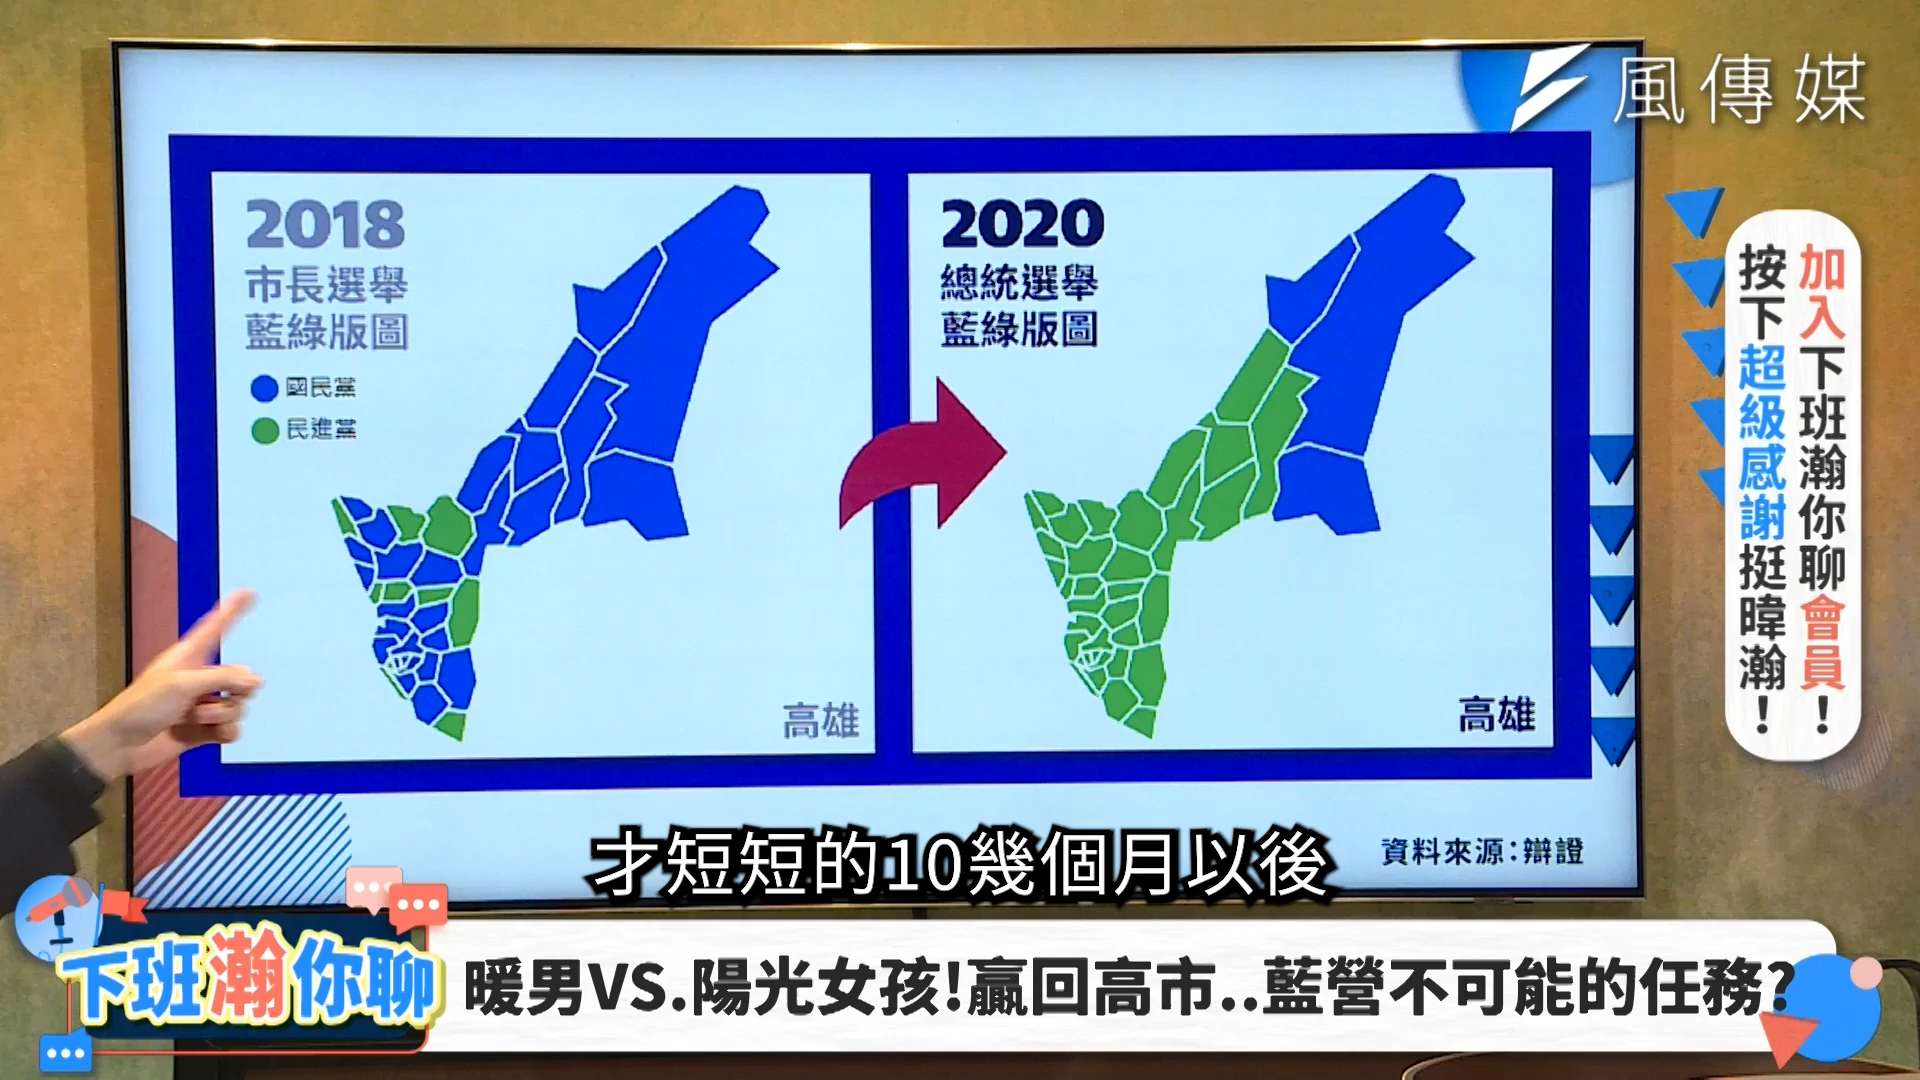 風傳媒
2018
市長選舉
藍綠版圖
國民黨
民進黨
高雄
2020
總統選舉
藍綠版圖
高雄
資料來源：辯證
加入下班瀚你聊會員！
按下超級感謝挺暐瀚！
才短短的10幾個月以後
下班瀚你聊
暖男VS.陽光女孩!贏回高市..藍營不可能的任務?